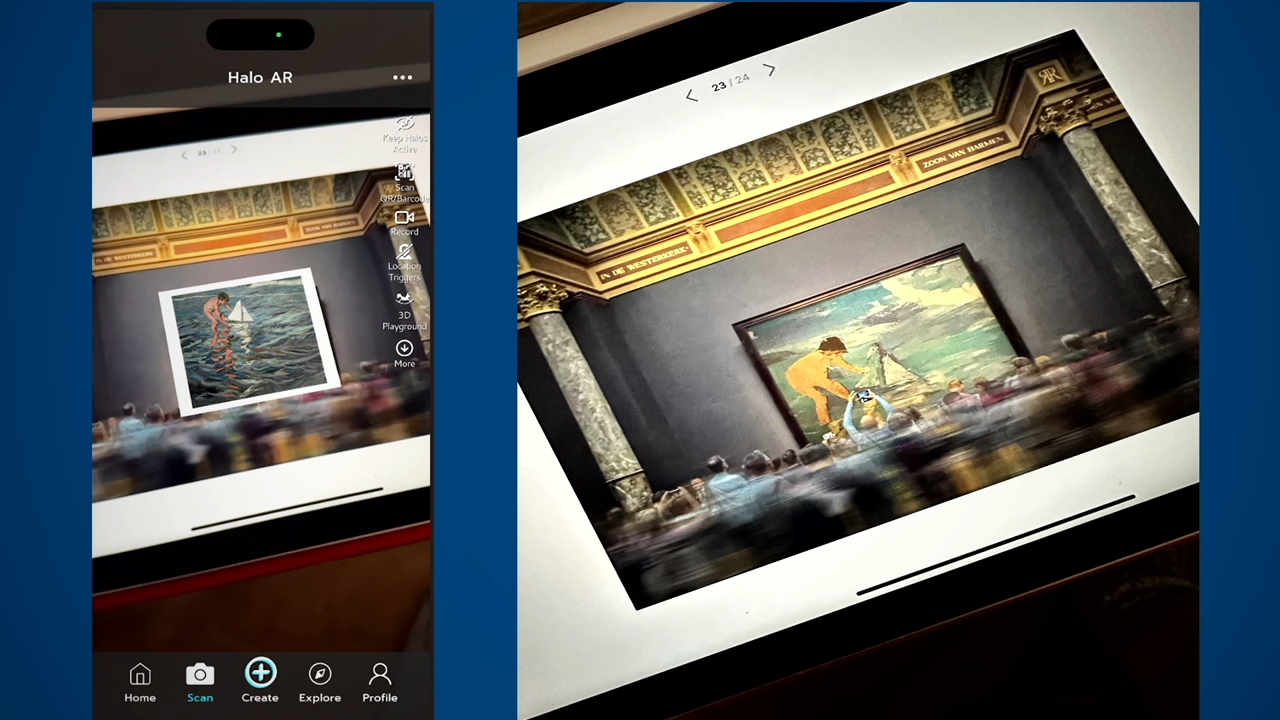 Halo AR
Keep Halos
Active
Scan
QR/Barcode
Record
Location
Triggers
3D
Playground
More
23
Home
Scan
Create
Explore
Profile
23 / 24
ZOON VAN HARMEN
IN DE WESTERKERK·